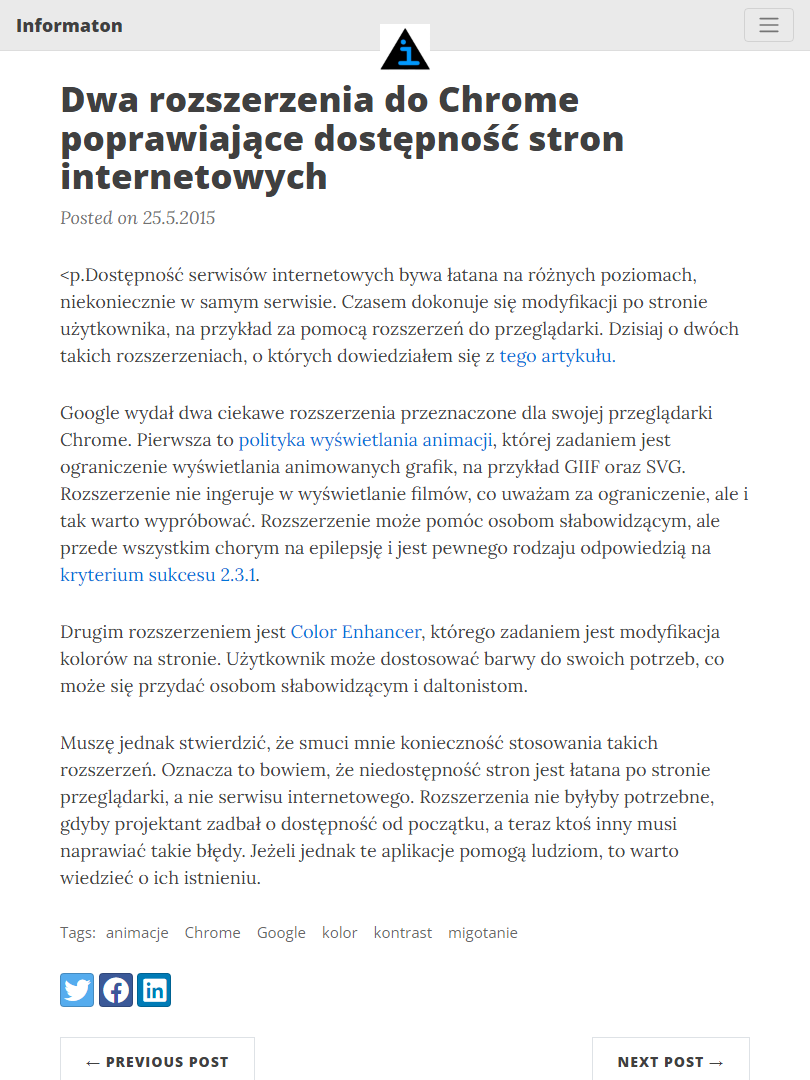 Informaton
i
Dwa rozszerzenia do Chrome
poprawiające dostępność stron
internetowych
Posted on 25.5.2015
<p.Dostępność serwisów internetowych bywa łatana na różnych poziomach,
niekoniecznie w samym serwisie. Czasem dokonuje się modyfikacji po stronie
użytkownika, na przykład za pomocą rozszerzeń do przeglądarki. Dzisiaj o dwóch
takich rozszerzeniach, o których dowiedziałem się z tego artykułu.
Google wydał dwa ciekawe rozszerzenia przeznaczone dla swojej przeglądarki
Chrome. Pierwsza to polityka wyświetlania animacji, której zadaniem jest
ograniczenie wyświetlania animowanych grafik, na przykład GIIF oraz SVG.
Rozszerzenie nie ingeruje w wyświetlanie filmów, co uważam za ograniczenie, ale i
tak warto wypróbować. Rozszerzenie może pomóc osobom słabowidzącym, ale
przede wszystkim chorym na epilepsję i jest pewnego rodzaju odpowiedzią na
kryterium sukcesu 2.3.1.
Drugim rozszerzeniem jest Color Enhancer, którego zadaniem jest modyfikacja
kolorów na stronie. Użytkownik może dostosować barwy do swoich potrzeb, co
może się przydać osobom słabowidzącym i daltonistom.
Muszę jednak stwierdzić, że smuci mnie konieczność stosowania takich
rozszerzeń. Oznacza to bowiem, że niedostępność stron jest łatana po stronie
przeglądarki, a nie serwisu internetowego. Rozszerzenia nie byłyby potrzebne,
gdyby projektant zadbał o dostępność od początku, a teraz ktoś inny musi
naprawiać takie błędy. Jeżeli jednak te aplikacje pomogą ludziom, to warto
wiedzieć o ich istnieniu.
Tags: animacje Chrome Google kolor kontrast migotanie
← PREVIOUS POST NEXT POST →